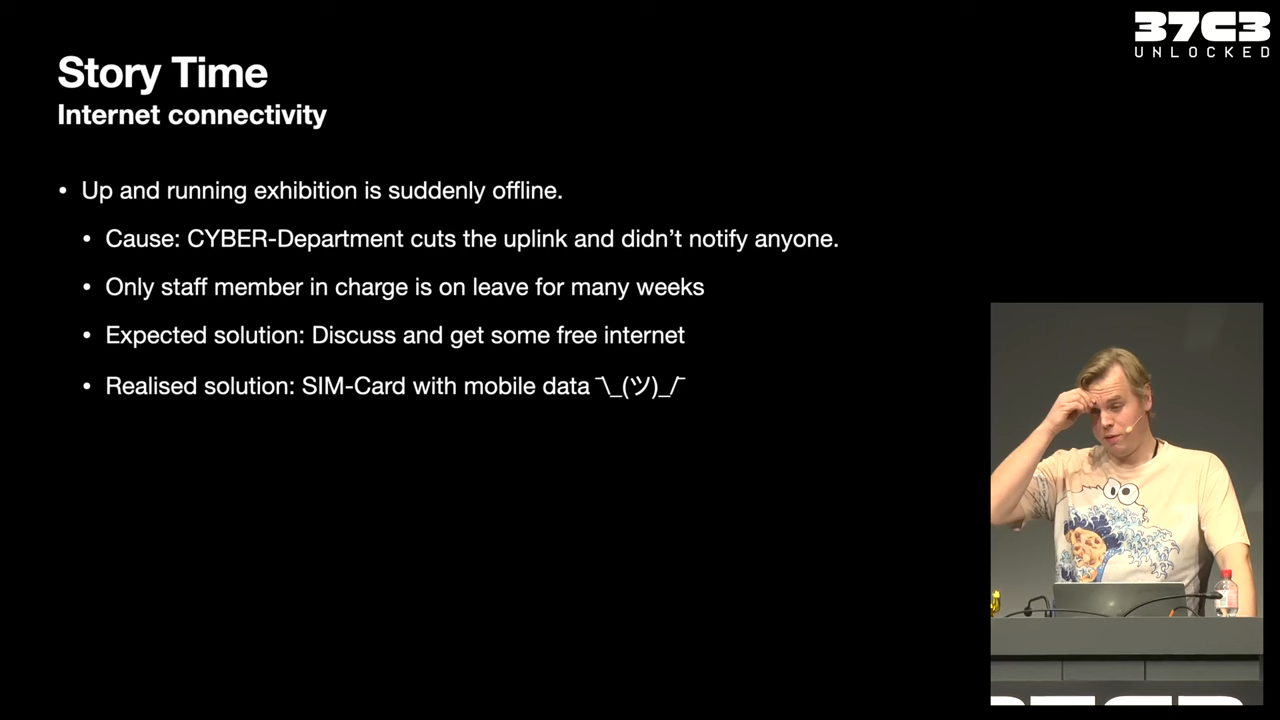 37C3
UNLOCKED
Story Time
Internet connectivity
• Up and running exhibition is suddenly offline.
• Cause: CYBER-Department cuts the uplink and didn't notify anyone.
• Only staff member in charge is on leave for many weeks
• Expected solution: Discuss and get some free internet
• Realised solution: SIM-Card with mobile data ¯\_(ツ)_/¯